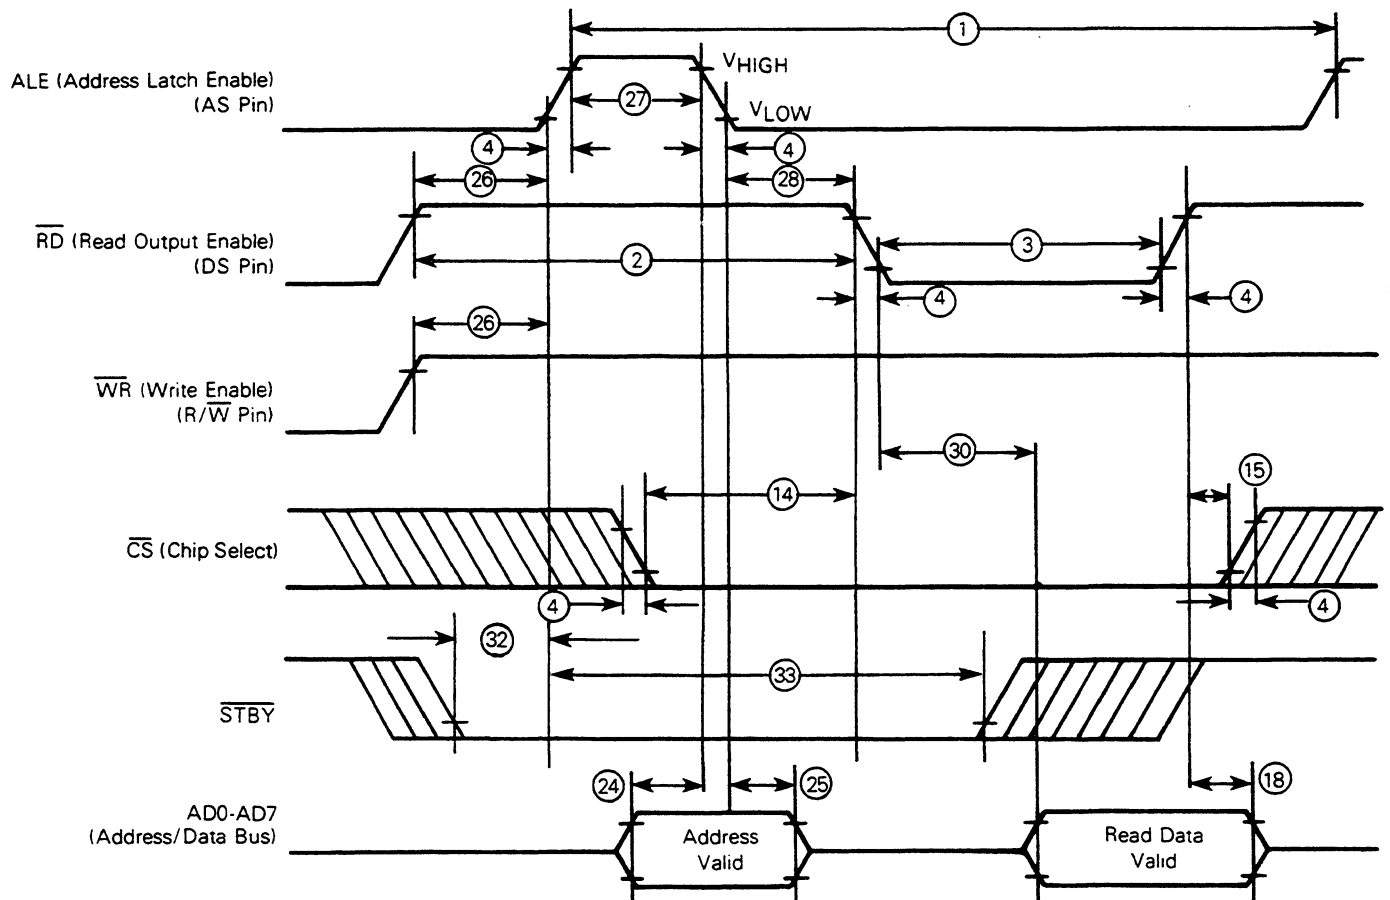 1
ALE (Address Latch Enable)
(AS Pin)
VHIGH
27
VLOW
4
4
26
28
RD (Read Output Enable)
(DS Pin)
2
3
4
4
26
WR (Write Enable)
(R/W Pin)
30
14
15
CS (Chip Select)
4
4
32
33
STBY
24
25
18
AD0-AD7
(Address/Data Bus)
Address
Valid
Read Data
Valid